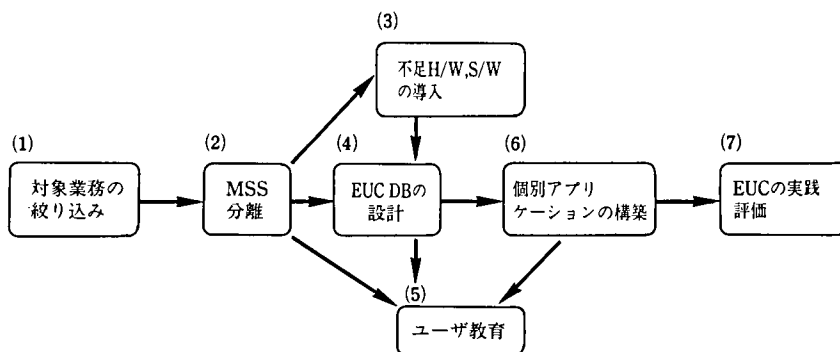 (1)
対象業務の
絞り込み
(2)
MSS
分離
(3)
不足H/W,S/W
の導入
(4)
EUC DBの
設計
(5)
ユーザ教育
(6)
個別アプリ
ケーションの構築
(7)
EUCの実践
評価